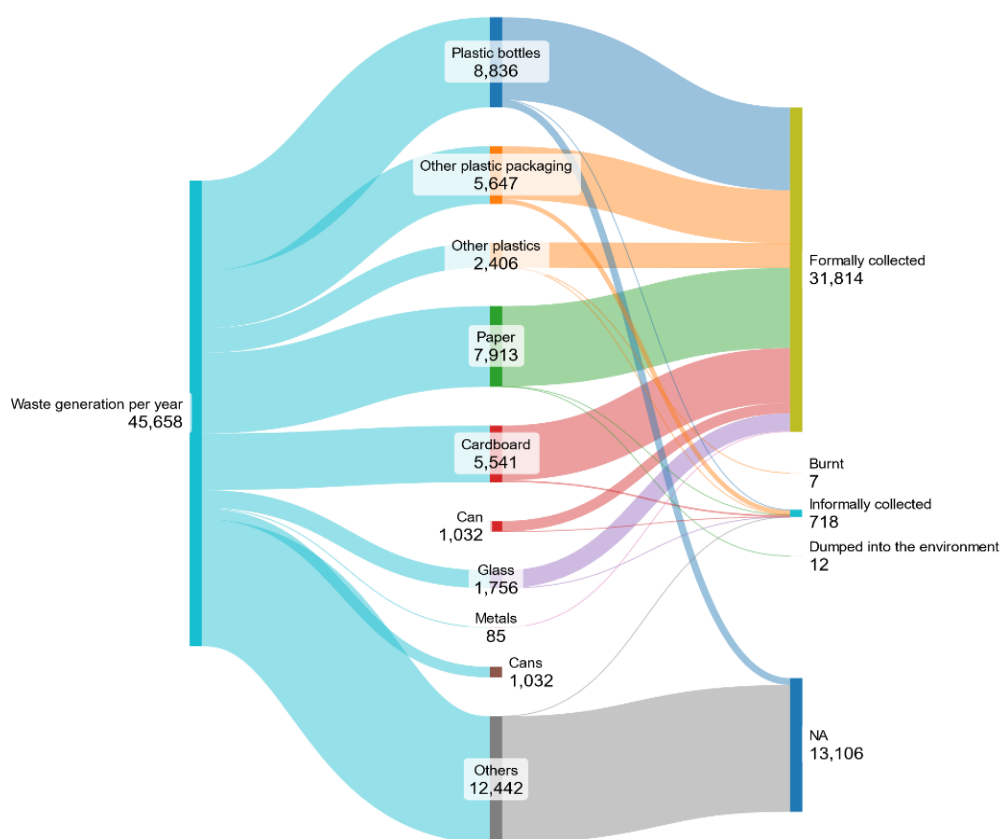 Waste generation per year
45,658
Plastic bottles
8,836
Other plastic packaging
5,647
Other plastics
2,406
Paper
7,913
Cardboard
5,541
Can
1,032
Glass
1,756
Metals
85
Cans
1,032
Others
12,442
Formally collected
31,814
Burnt
7
Informally collected
718
Dumped into the environment
12
NA
13,106